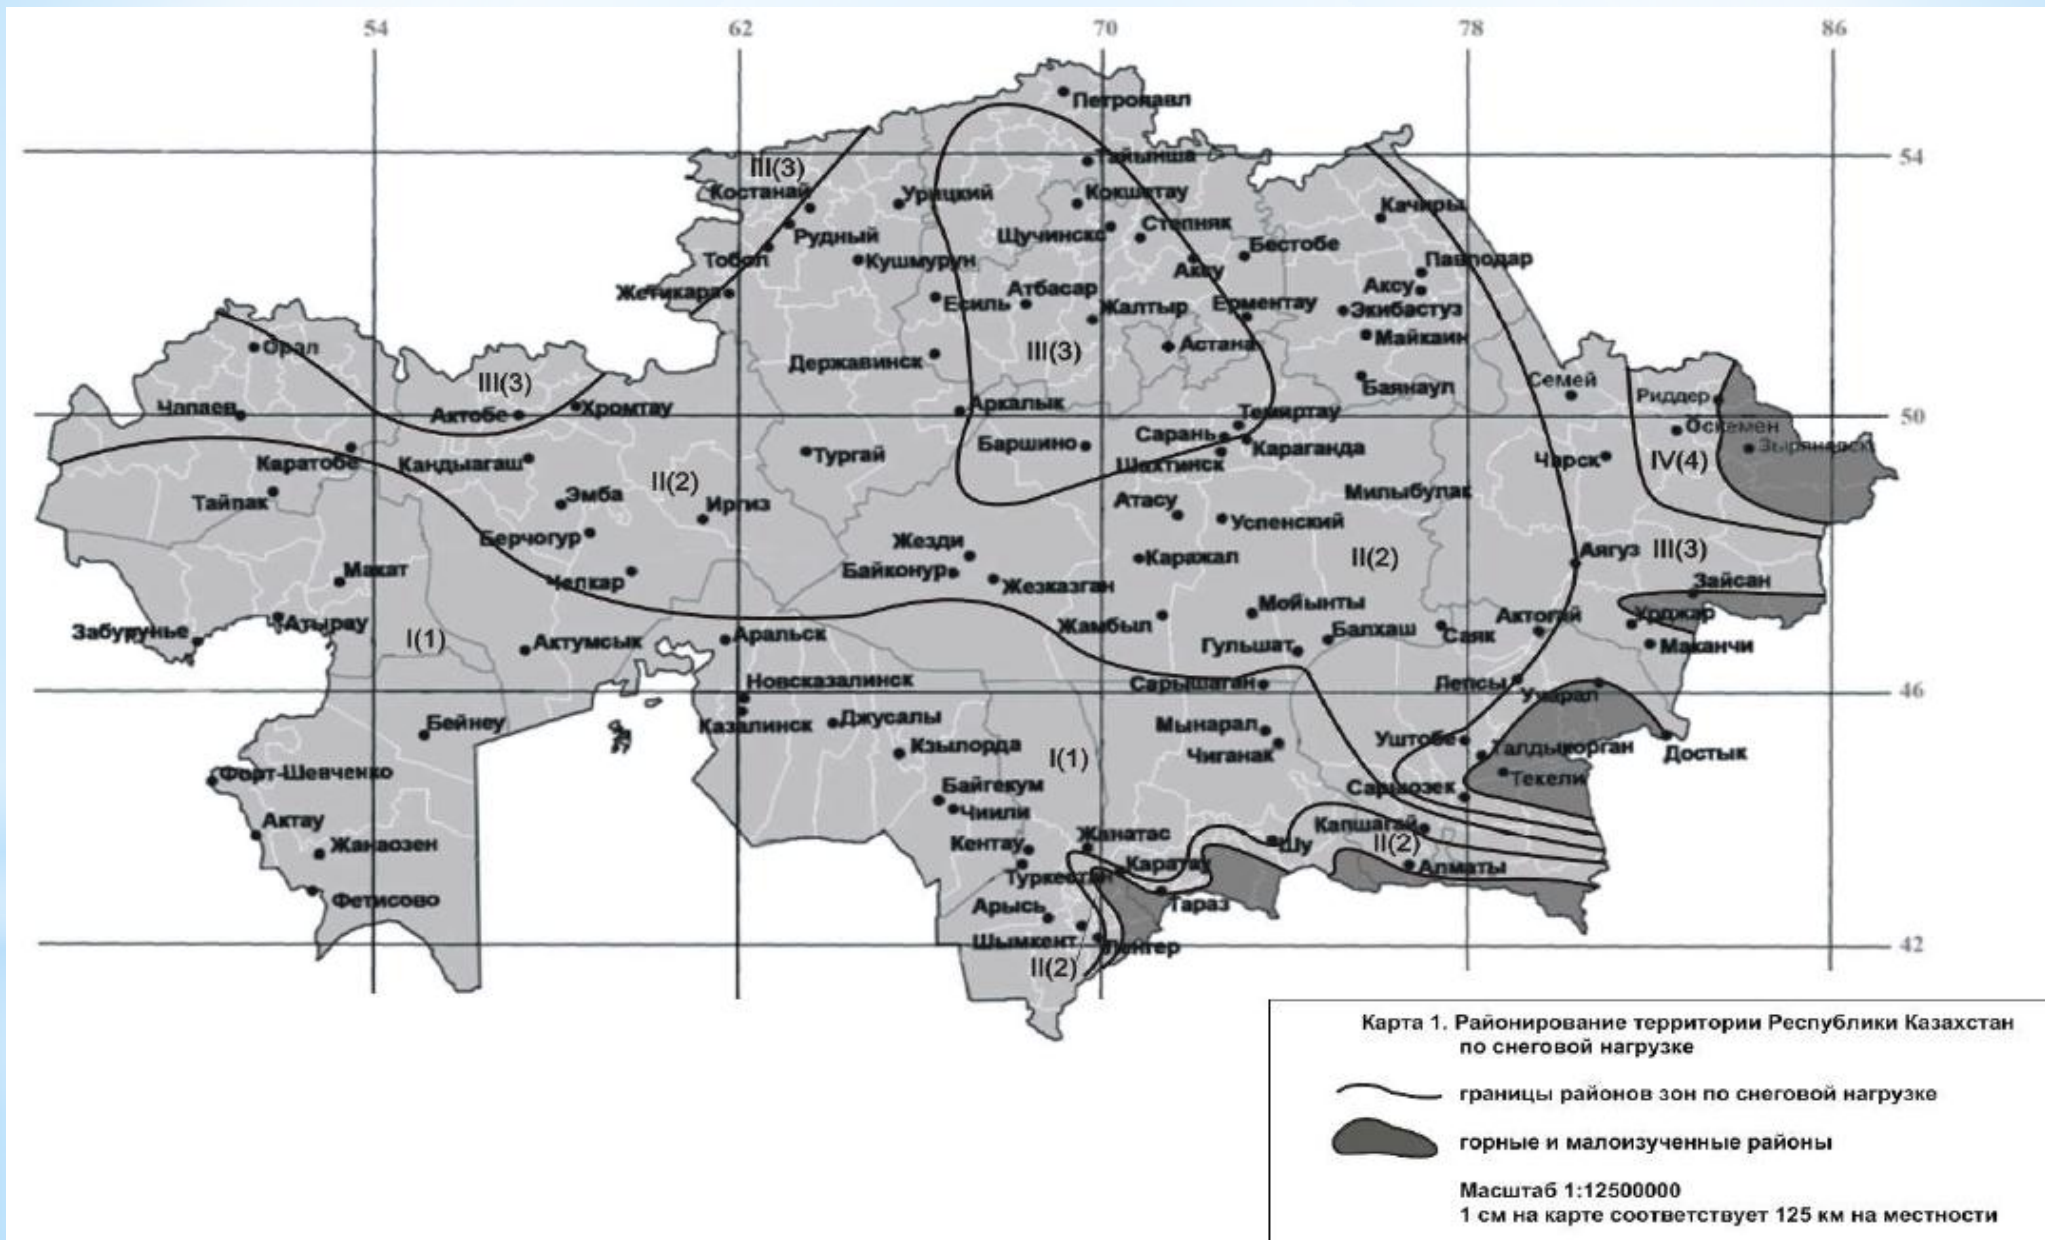 54 62 70 78 86
Петропавл
54
III(3)
Тайынша
Костанай
Урицкий
Кокшетау
Качиры
Щучинск
Степняк
Рудный
Бестобе
Тобол
Кушмурун
Аксу
Павлодар
Жетикара
Есиль
Атбасар
Жалтыр
Ерментау
Аксу
Экибастуз
Орал
Державинск
III(3)
Астана
Майкаин
III(3)
Баянаул
Семей
Риддер
Чапаев
Актобе
Хромтау
Аркалык
Темиртау
50
Каратобе
Кандыагаш
Тургай
Баршино
Сарань
Караганда
Оскемен
Шахтинск
Чарск
IV(4)
Зыряновск
Тайпак
Эмба
II(2)
Иргиз
Атасу
Милыбулак
Берчогур
Успенский
Жезди
Макат
Челкар
Байконур
Жезказган
Каражал
II(2)
Аягуз
III(3)
Зайсан
Забурунье
Атырау
I(1)
Актумсык
Аральск
Жамбыл
Мойынты
Балхаш
Саяк
Актогай
Урджар
Гульшат
Маканчи
Новсказалинск
Сарышаган
Лепсы
Учарал
46
Бейнеу
Казалинск
Джусалы
Кзылорда
Мынарал
Уштобе
Талдыкорган
Достык
Форт-Шевченко
I(1)
Чиганак
Байгекум
Сарыозек
Текели
Чиили
Актау
Жанаозен
Кентау
Жанатас
Капшагай
Шу
II(2)
Каратау
Алматы
Туркестан
Фетисово
Арысь
Тараз
Шымкент
Ленгер
42
II(2)
Карта 1. Районирование территории Республики Казахстан
по снеговой нагрузке
границы районов зон по снеговой нагрузке
горные и малоизученные районы
Масштаб 1:12500000
1 см на карте соответствует 125 км на местности